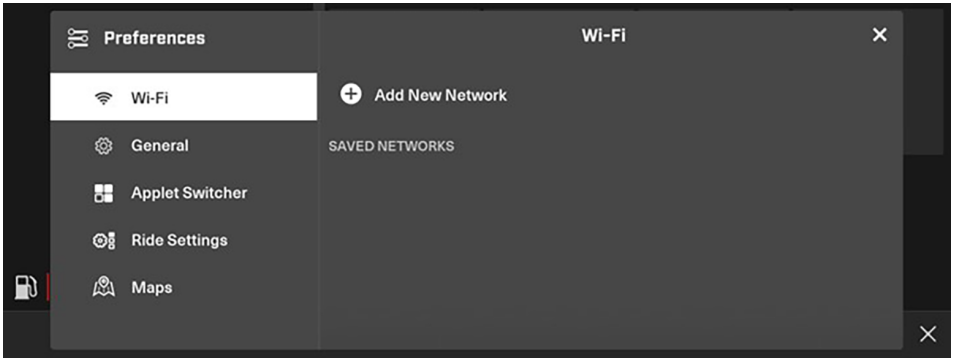 Preferences
Wi-Fi
Wi-Fi
Add New Network
General
SAVED NETWORKS
Applet Switcher
Ride Settings
Maps